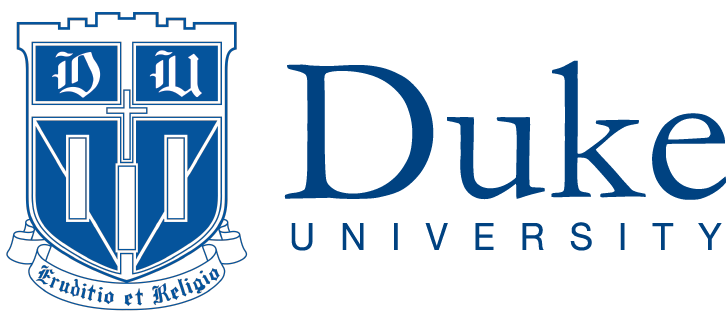 D U
Eruditio et Religio
Duke
UNIVERSITY